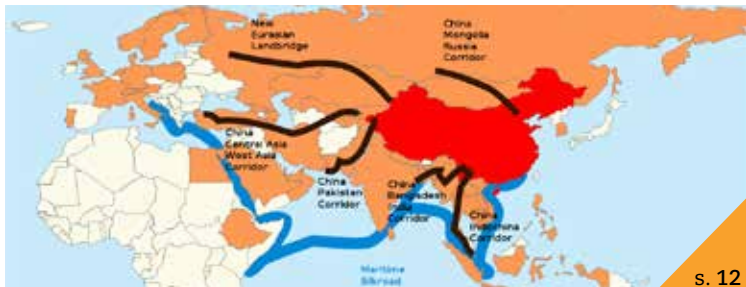 New
Eurasian
Landbridge
China
Mongolia
Russia
Corridor
China
Central Asia
West Asia
Corridor
China
Pakistan
Corridor
China
Bangladesh
India
Corridor
China
Indochina
Corridor
Maritime
Silkroad
s. 12